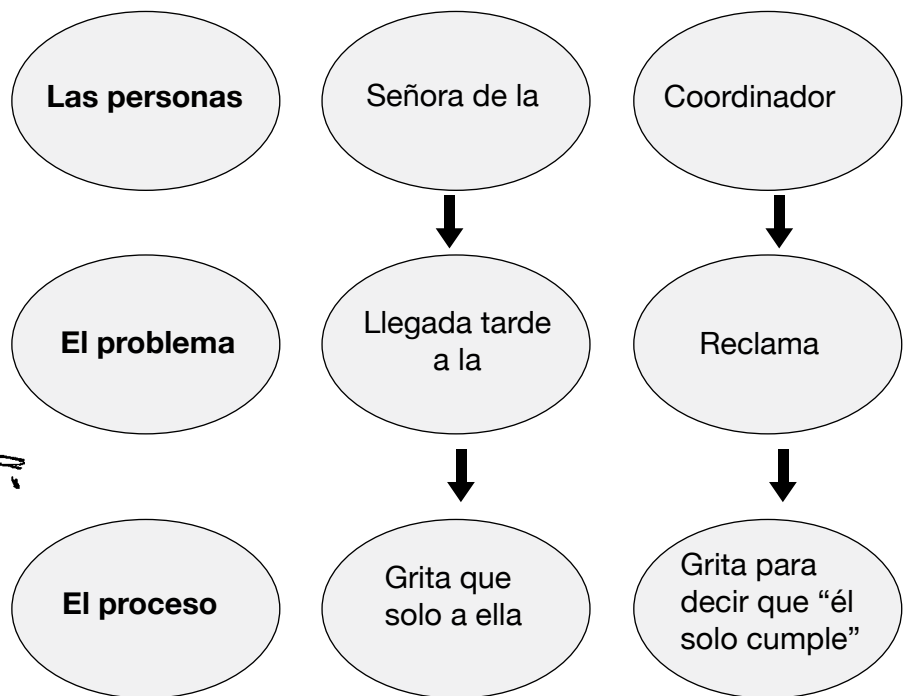 Las personas
Señora de la
Coordinador
El problema
Llegada tarde
a la
Reclama
El proceso
Grita que
solo a ella
Grita para
decir que “él
solo cumple”